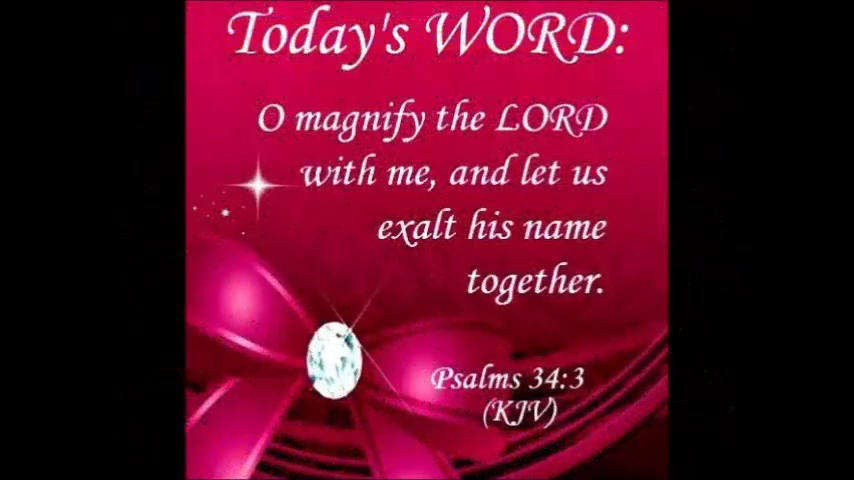 Today's WORD:
O magnify the LORD
with me, and let us
exalt his name
together.
Psalms 34:3
(KJV)